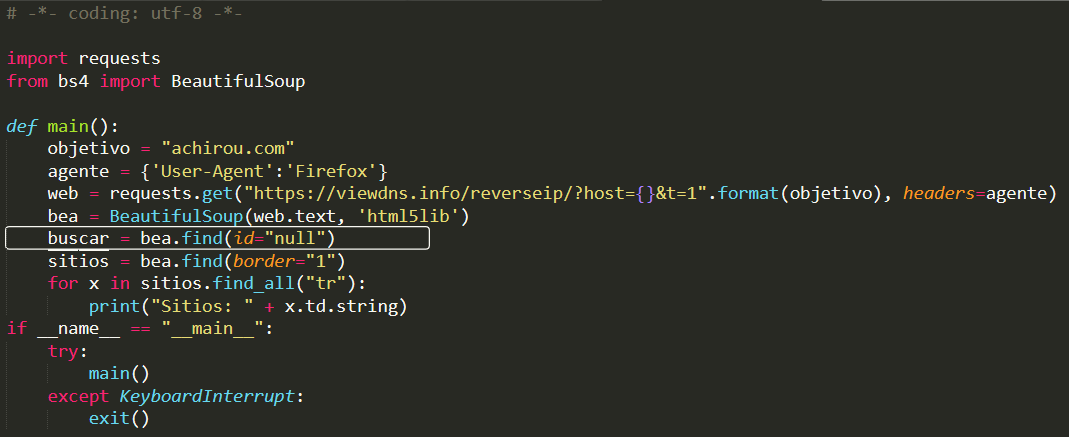 # -*- coding: utf-8 -*-
import requests
from bs4 import BeautifulSoup
def main():
objetivo = "achirou.com"
agente = {'User-Agent':'Firefox'}
web = requests.get("https://viewdns.info/reverseip/?host={}&t=1".format(objetivo), headers=agente)
bea = BeautifulSoup(web.text, 'html5lib')
buscar = bea.find(id="null")
sitios = bea.find(border="1")
for x in sitios.find_all("tr"):
print("Sitios: " + x.td.string)
if __name__ == "__main__":
try:
main()
except KeyboardInterrupt:
exit()